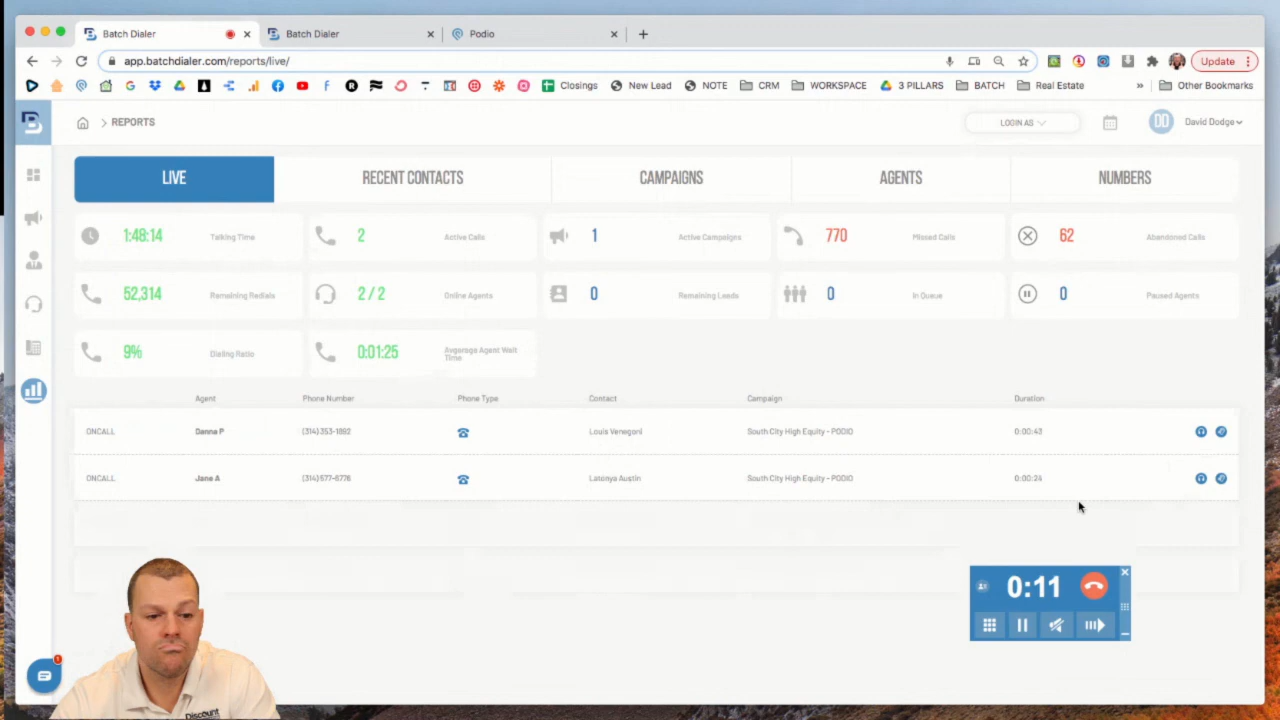 Batch Dialer
Batch Dialer
Podio
app.batchdialer.com/reports/live/
Update
Closings
New Lead
NOTE
CRM
WORKSPACE
3 PILLARS
BATCH
Real Estate
»
Other Bookmarks
> REPORTS
LOGIN AS
DD
David Dodge
LIVE
RECENT CONTACTS
CAMPAIGNS
AGENTS
NUMBERS
1:48:14 Talking Time
2 Active Calls
1 Active Campaigns
770 Missed Calls
62 Abandoned Calls
52,314 Remaining Redials
2 / 2 Online Agents
0 Remaining Leads
0 In Queue
0 Paused Agents
9% Dialing Ratio
0:01:25 Avgerage Agent Wait
Time
Agent Phone Number Phone Type Contact Campaign Duration
ONCALL Danna P (314)353-1892 Louis Venegoni South City High Equity - PODIO 0:00:43
ONCALL Jane A (314)577-6776 Latonya Austin South City High Equity - PODIO 0:00:24
0:11
1
Discount